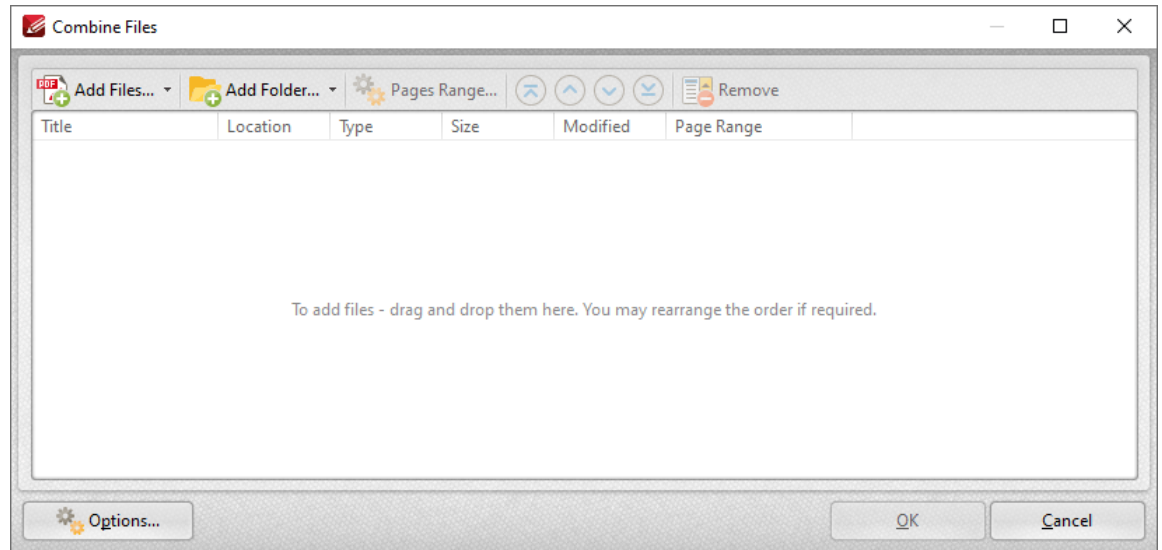 Combine Files
PDF Add Files... Add Folder... Pages Range... Remove
Title Location Type Size Modified Page Range
To add files - drag and drop them here. You may rearrange the order if required.
Options... OK Cancel